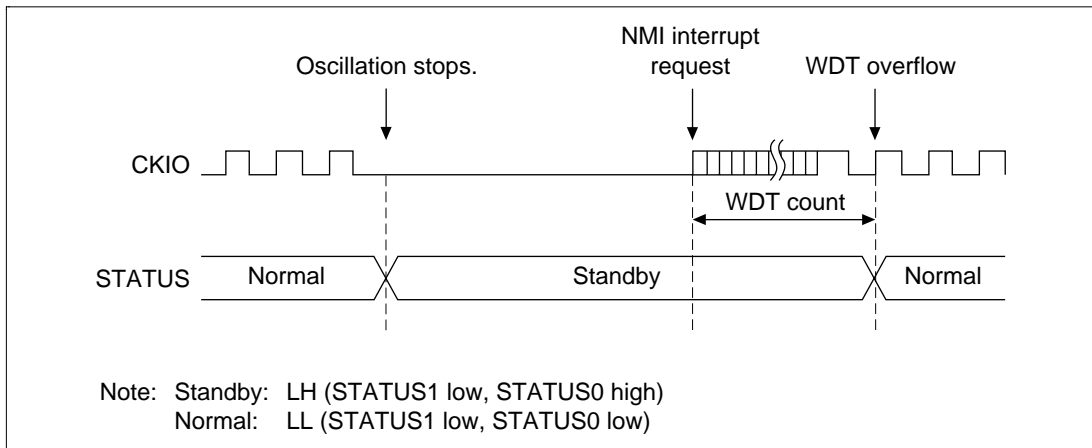 NMI interrupt
request
Oscillation stops.
WDT overflow
CKIO
WDT count
STATUS
Normal
Standby
Normal
Note: Standby: LH (STATUS1 low, STATUS0 high)
Normal: LL (STATUS1 low, STATUS0 low)